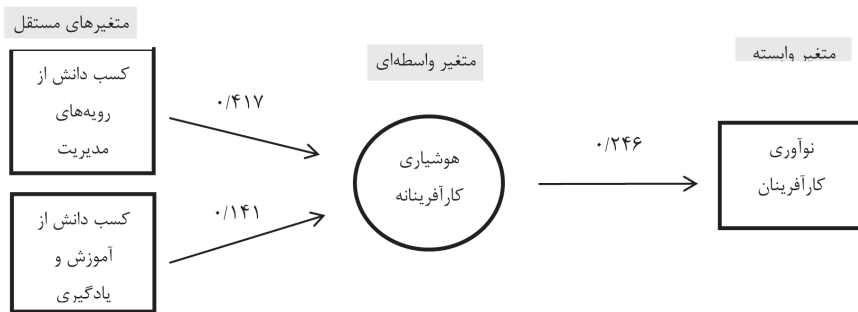 متغیرهای مستقل
متغیر واسطه‌ای
متغیر وابسته
کسب دانش از
رویه‌های
مدیریت
۰/۴۱۷
کسب دانش از
آموزش و
یادگیری
۰/۱۴۱
هوشیاری
کارآفرینانه
۰/۲۴۶
نوآوری
کارآفرینان